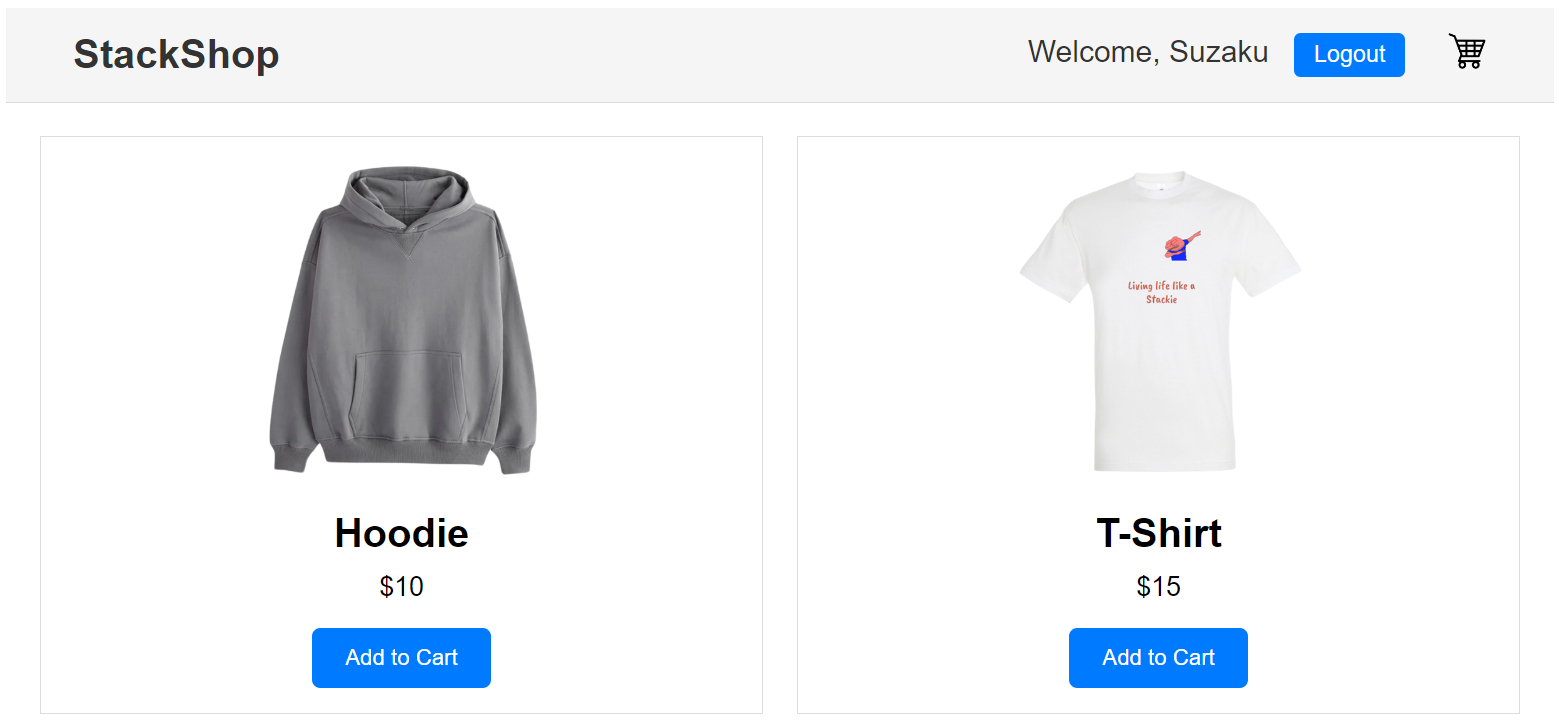 StackShop
Welcome, Suzaku
Logout
Living life like a
Stackie
Hoodie
$10
Add to Cart
T-Shirt
$15
Add to Cart